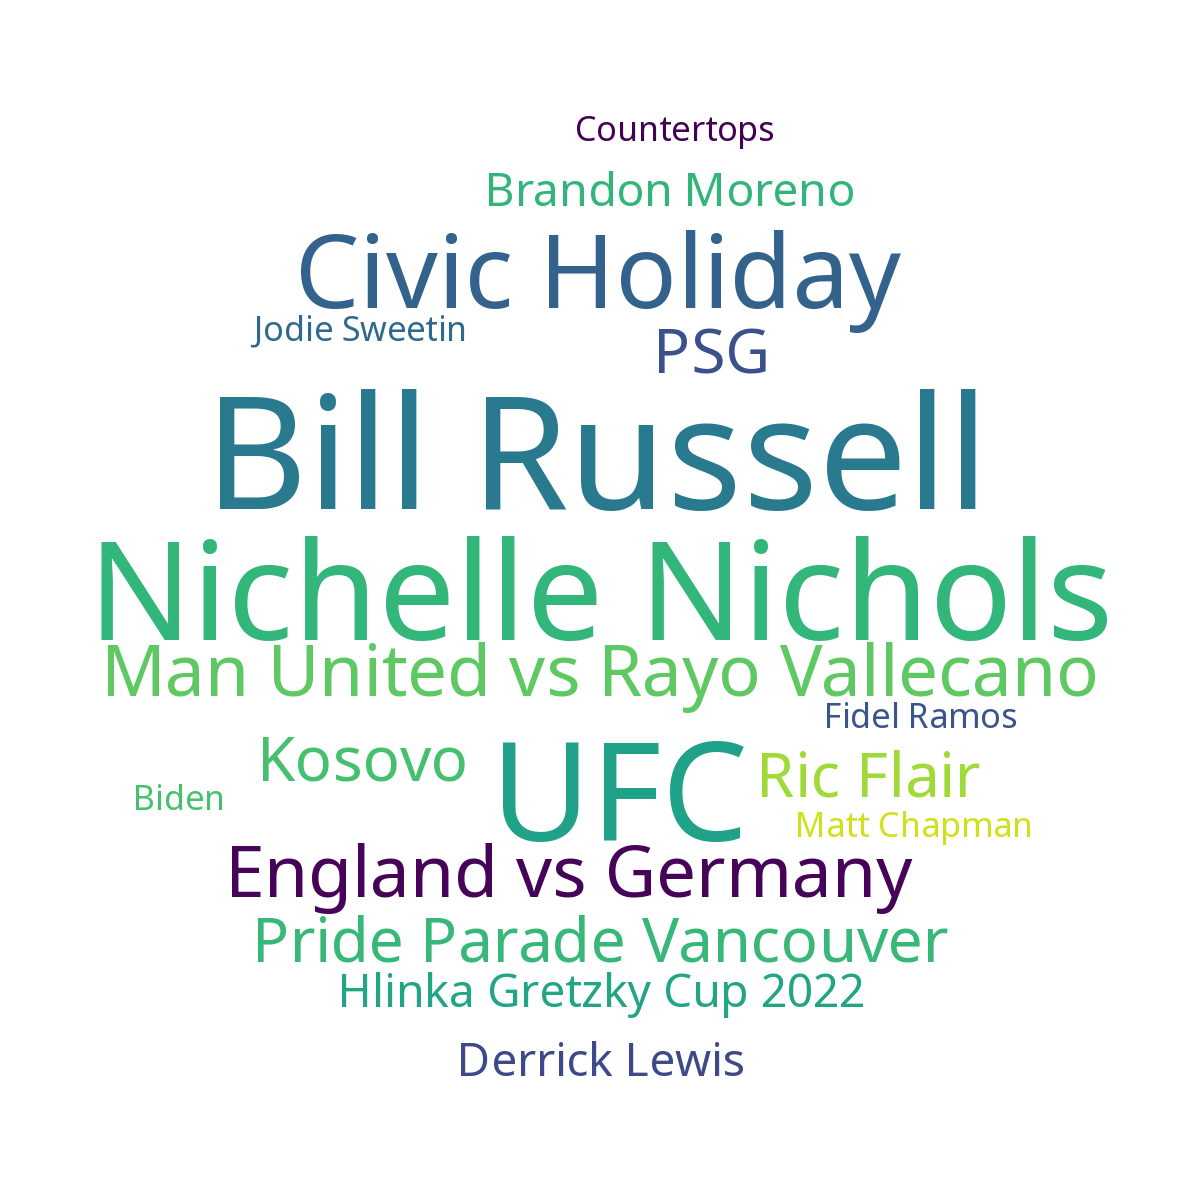 Countertops
Brandon Moreno
Civic Holiday
Jodie Sweetin
PSG
Bill Russell
Nichelle Nichols
Man United vs Rayo Vallecano
Fidel Ramos
Kosovo
UFC
Ric Flair
Biden
Matt Chapman
England vs Germany
Pride Parade Vancouver
Hlinka Gretzky Cup 2022
Derrick Lewis